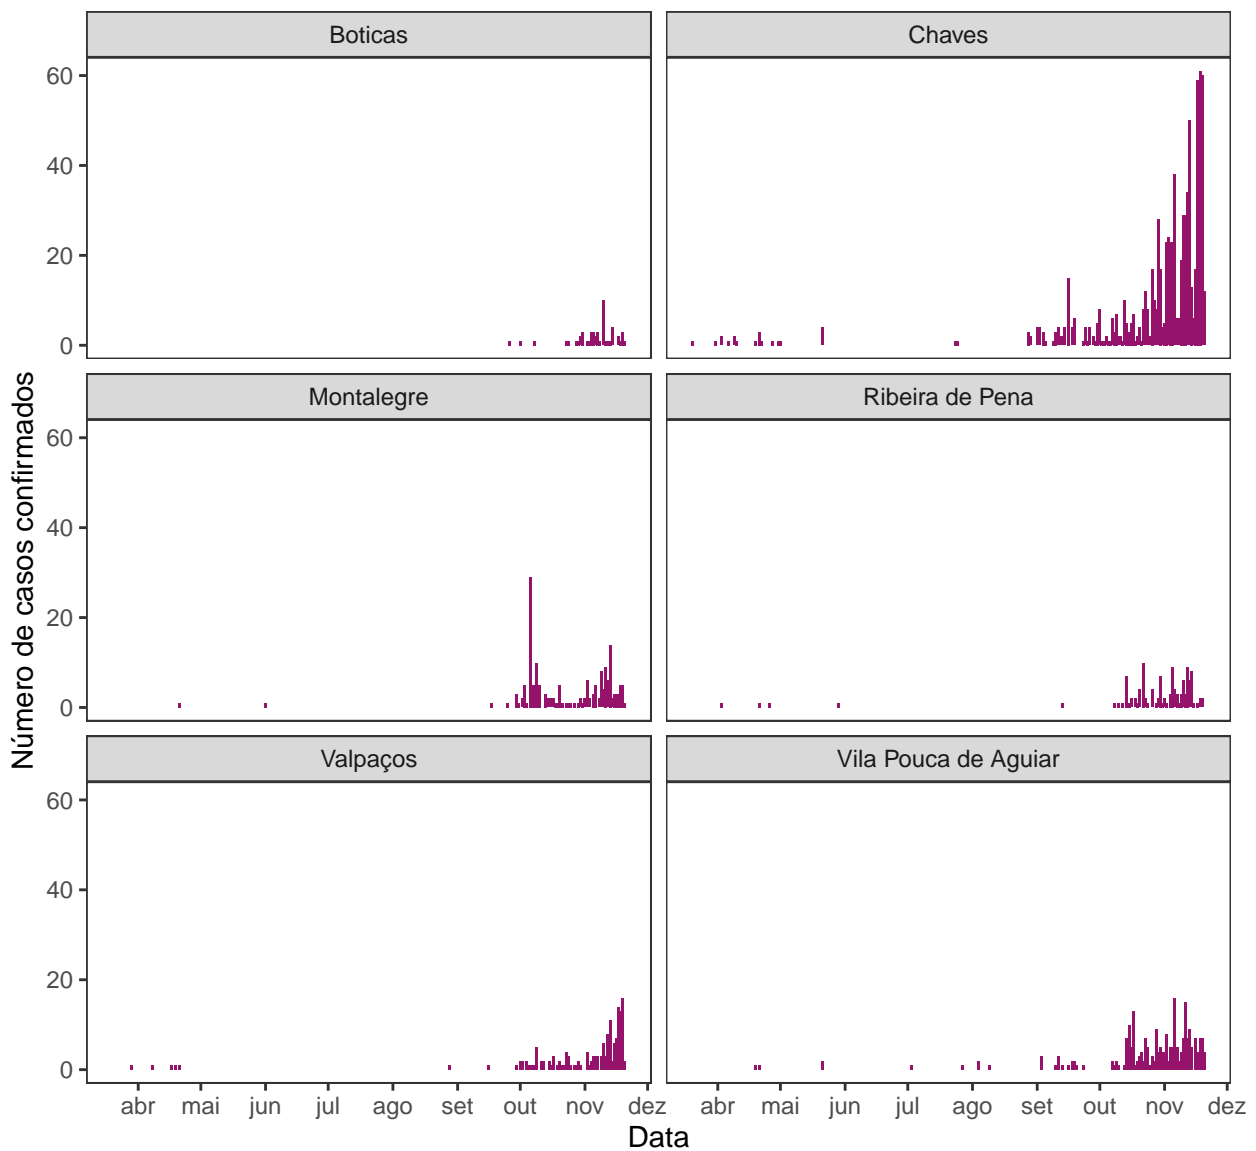 Boticas
Chaves
60
40
20
0
Montalegre
Ribeira de Pena
60
40
20
0
Número de casos confirmados
Valpaços
Vila Pouca de Aguiar
60
40
20
0
abr mai jun jul ago set out nov dez
abr mai jun jul ago set out nov dez
Data